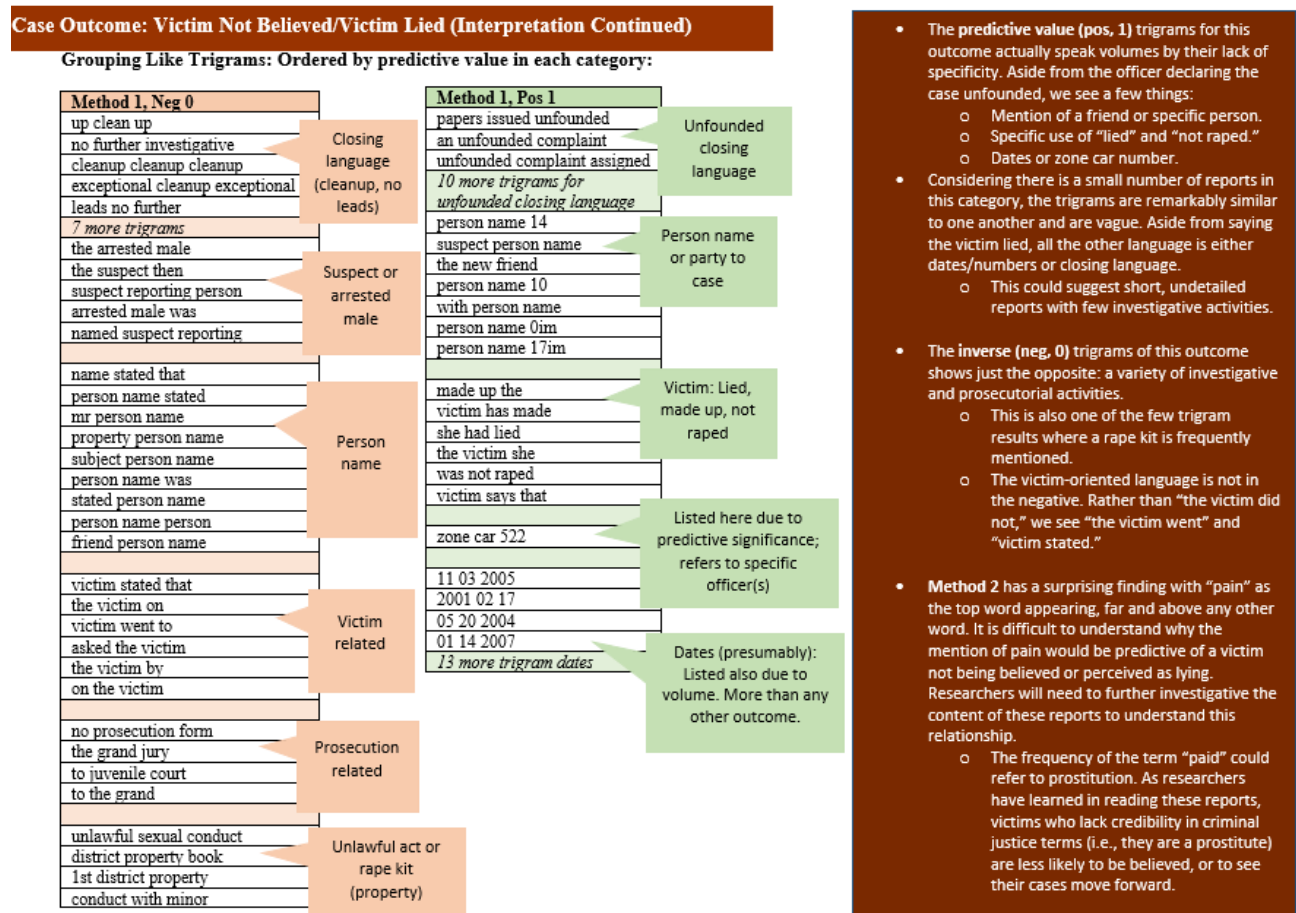 Case Outcome: Victim Not Believed/Victim Lied (Interpretation Continued)
Grouping Like Trigrams: Ordered by predictive value in each category:
Method 1, Neg 0
up clean up
no further investigative
cleanup cleanup cleanup
exceptional cleanup exceptional
leads no further
7 more trigrams
the arrested male
the suspect then
suspect reporting person
arrested male was
named suspect reporting
name stated that
person name stated
mr person name
property person name
subject person name
person name was
stated person name
person name person
friend person name
victim stated that
the victim on
victim went to
asked the victim
the victim by
on the victim
no prosecution form
the grand jury
to juvenile court
to the grand
unlawful sexual conduct
district property book
1st district property
conduct with minor
Closing
language
(cleanup, no
leads)
Suspect or
arrested
male
Person
name
Victim
related
Prosecution
related
Unlawful act or
rape kit
(property)
Method 1, Pos 1
papers issued unfounded
an unfounded complaint
unfounded complaint assigned
10 more trigrams for
unfounded closing language
person name 14
suspect person name
the new friend
person name 10
with person name
person name 0im
person name 17im
made up the
victim has made
she had lied
the victim she
was not raped
victim says that
zone car 522
11 03 2005
2001 02 17
05 20 2004
01 14 2007
13 more trigram dates
Unfounded
closing
language
Person name
or party to
case
Victim: Lied,
made up, not
raped
Listed here due to
predictive significance;
refers to specific
officer(s)
Dates (presumably):
Listed also due to
volume. More than any
other outcome.
• The predictive value (pos, 1) trigrams for this
outcome actually speak volumes by their lack of
specificity. Aside from the officer declaring the
case unfounded, we see a few things:
o Mention of a friend or specific person.
o Specific use of “lied” and “not raped.”
o Dates or zone car number.
• Considering there is a small number of reports in
this category, the trigrams are remarkably similar
to one another and are vague. Aside from saying
the victim lied, all the other language is either
dates/numbers or closing language.
o This could suggest short, undetailed
reports with few investigative activities.
• The inverse (neg, 0) trigrams of this outcome
shows just the opposite: a variety of investigative
and prosecutorial activities.
o This is also one of the few trigram
results where a rape kit is frequently
mentioned.
o The victim-oriented language is not in
the negative. Rather than “the victim did
not,” we see “the victim went” and
“victim stated.”
• Method 2 has a surprising finding with “pain” as
the top word appearing, far and above any other
word. It is difficult to understand why the
mention of pain would be predictive of a victim
not being believed or perceived as lying.
Researchers will need to further investigative the
content of these reports to understand this
relationship.
o The frequency of the term “paid” could
refer to prostitution. As researchers
have learned in reading these reports,
victims who lack credibility in criminal
justice terms (i.e., they are a prostitute)
are less likely to be believed, or to see
their cases move forward.